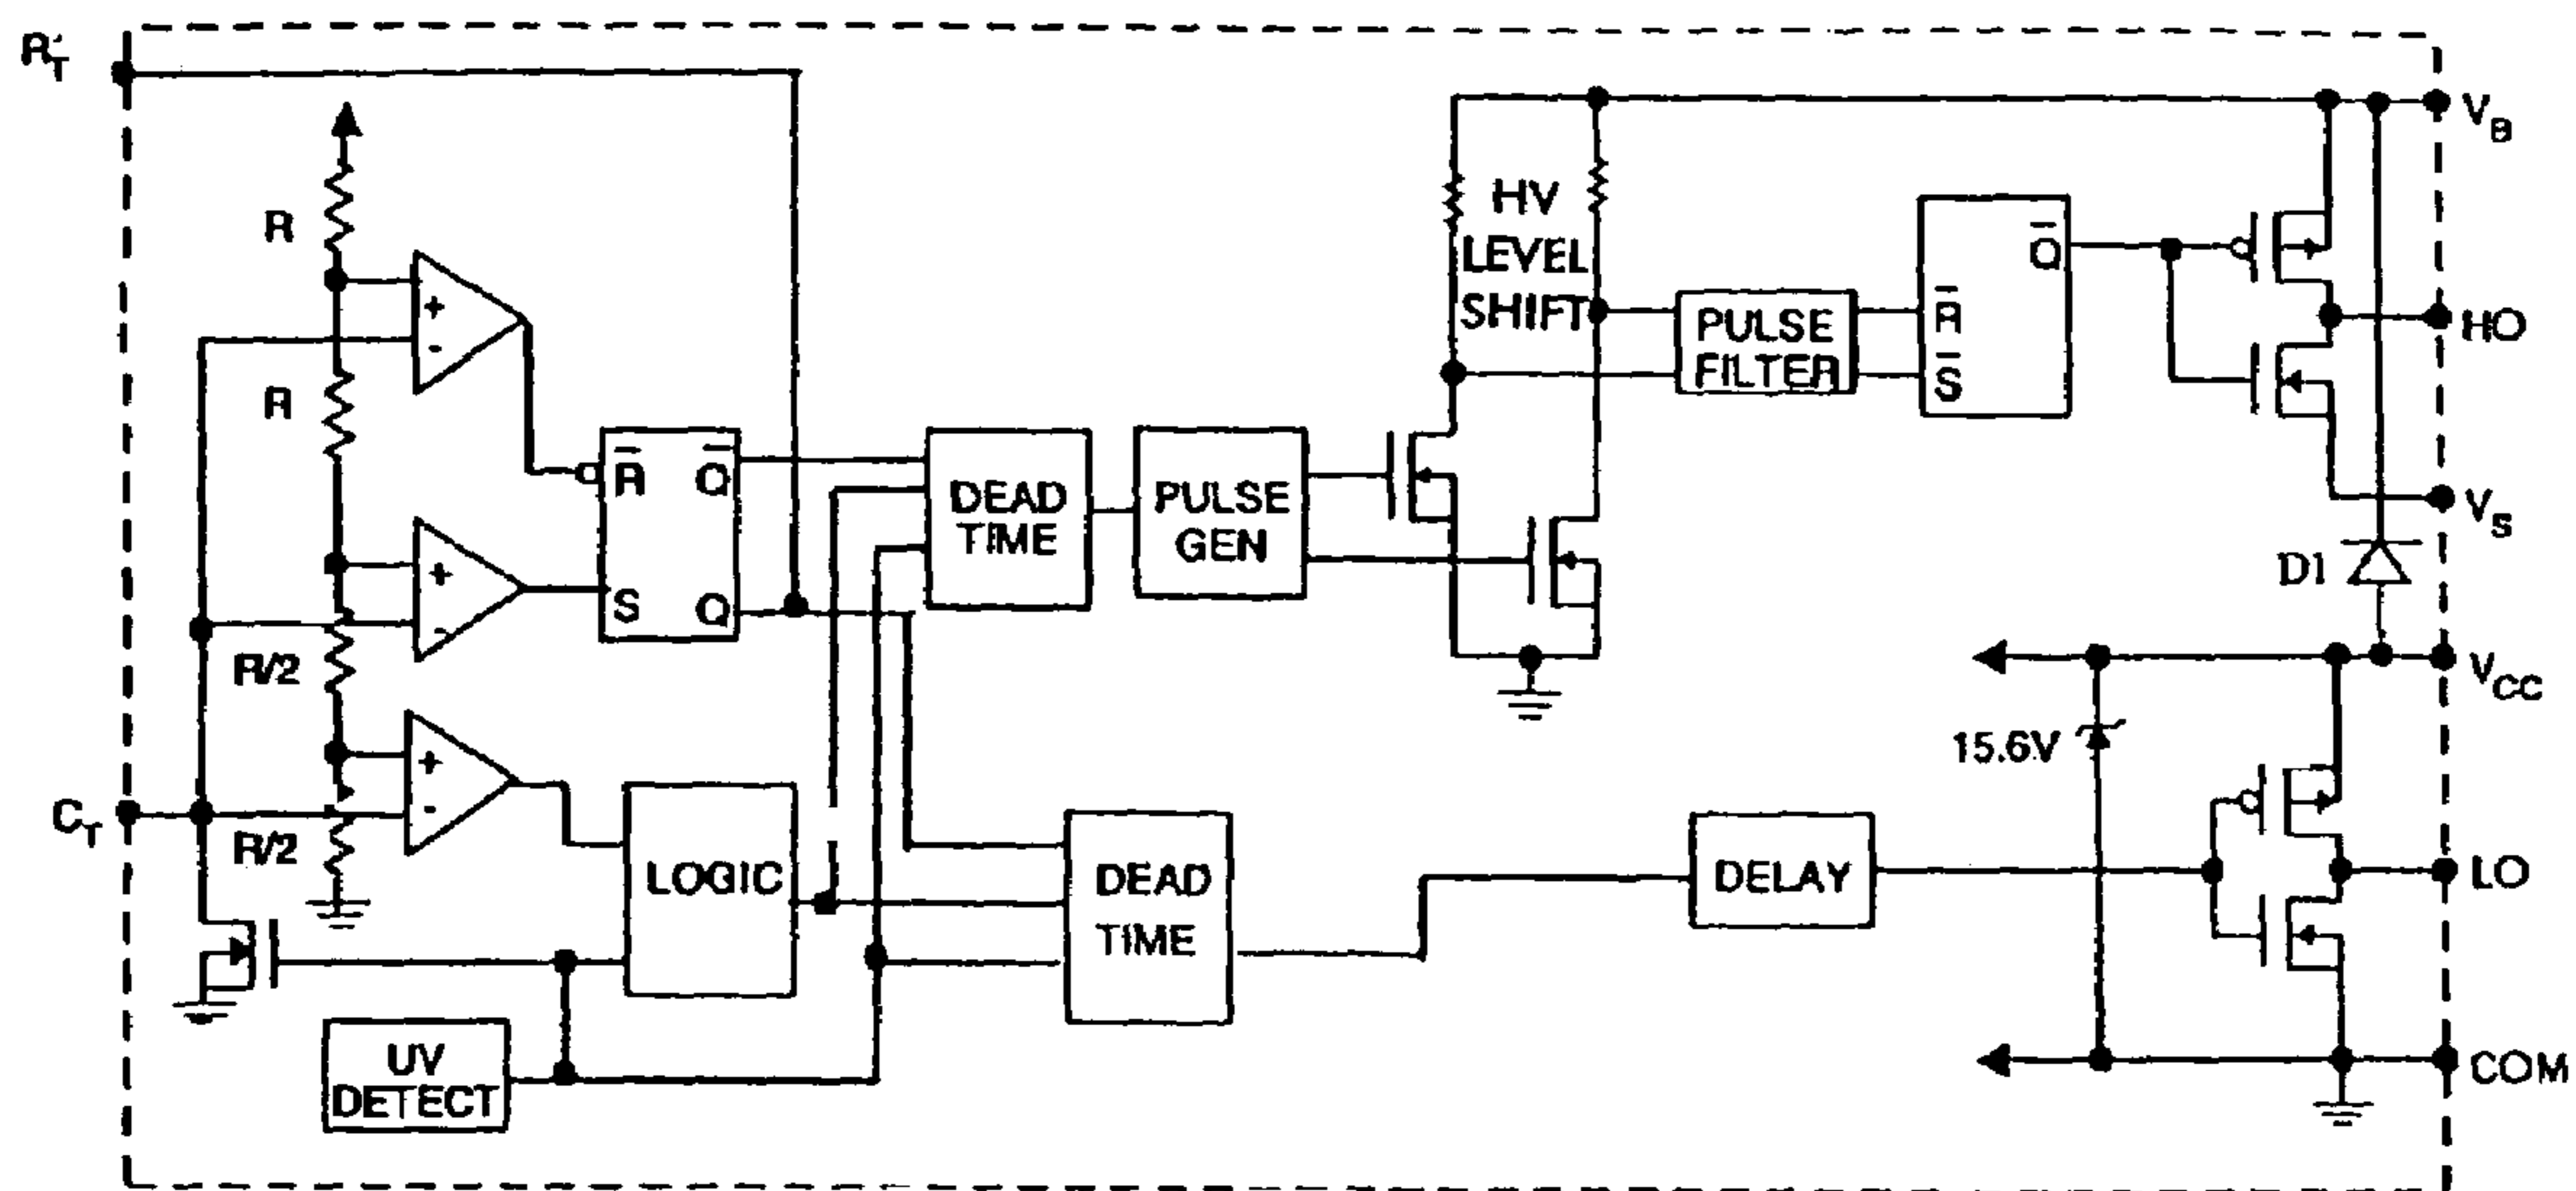 R'T
VB
R
HV
LEVEL
SHIFT
+
-
PULSE
FILTER
R̅
S̅
Q̅
HO
R
VS
R̅
Q̅
S
Q
DEAD
TIME
PULSE
GEN
+
-
D1
R/2
VCC
15.6V
+
-
CT
R/2
LOGIC
DEAD
TIME
DELAY
LO
UV
DETECT
COM